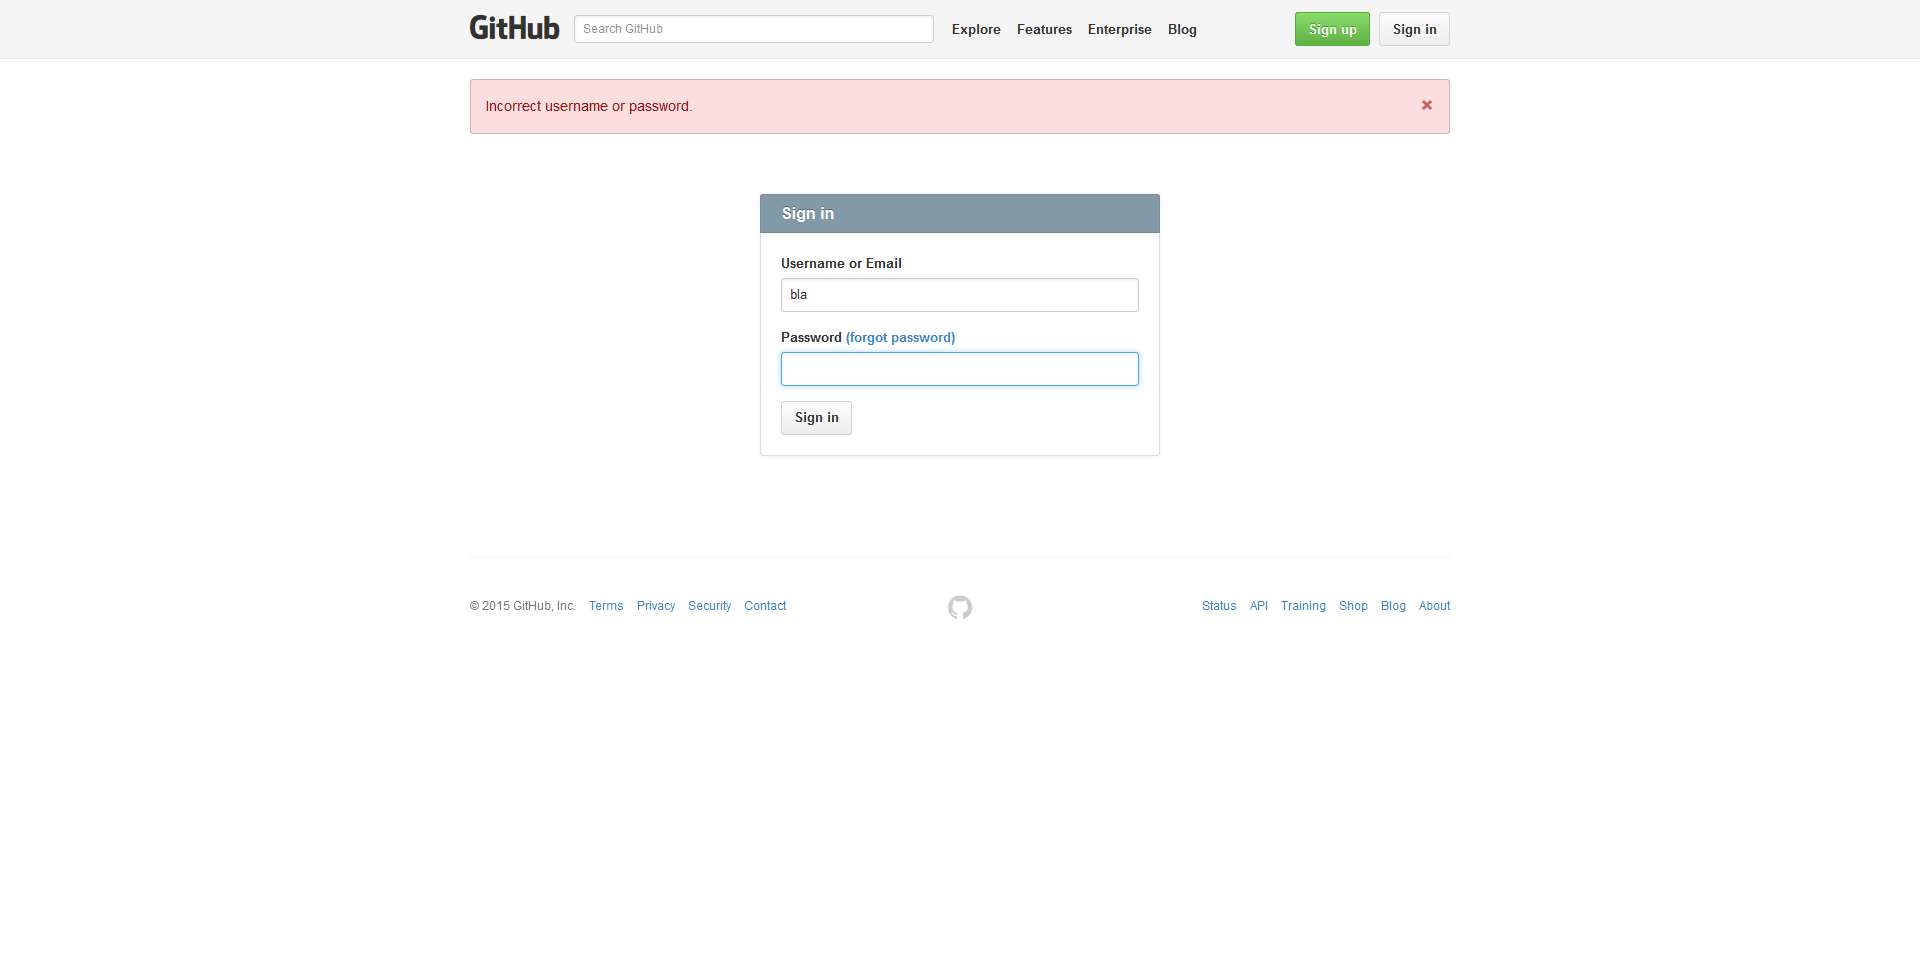 GitHub Search GitHub Explore Features Enterprise Blog Sign up Sign in
Incorrect username or password.
Sign in
Username or Email
bla
Password (forgot password)
Sign in
© 2015 GitHub, Inc. Terms Privacy Security Contact Status API Training Shop Blog About